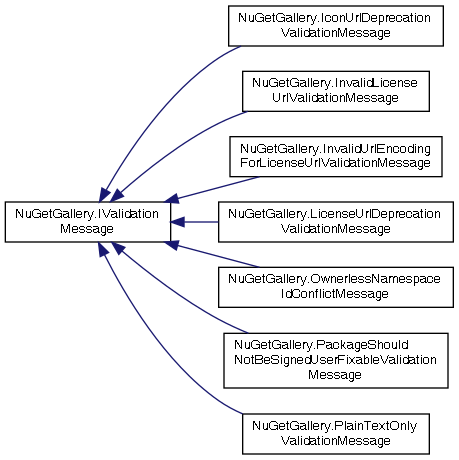 NuGetGallery.IconUrlDeprecation
ValidationMessage
NuGetGallery.InvalidLicense
UrlValidationMessage
NuGetGallery.InvalidUrlEncoding
ForLicenseUrlValidationMessage
NuGetGallery.IValidation
Message
NuGetGallery.LicenseUrlDeprecation
ValidationMessage
NuGetGallery.OwnerlessNamespace
IdConflictMessage
NuGetGallery.PackageShould
NotBeSignedUserFixableValidation
Message
NuGetGallery.PlainTextOnly
ValidationMessage